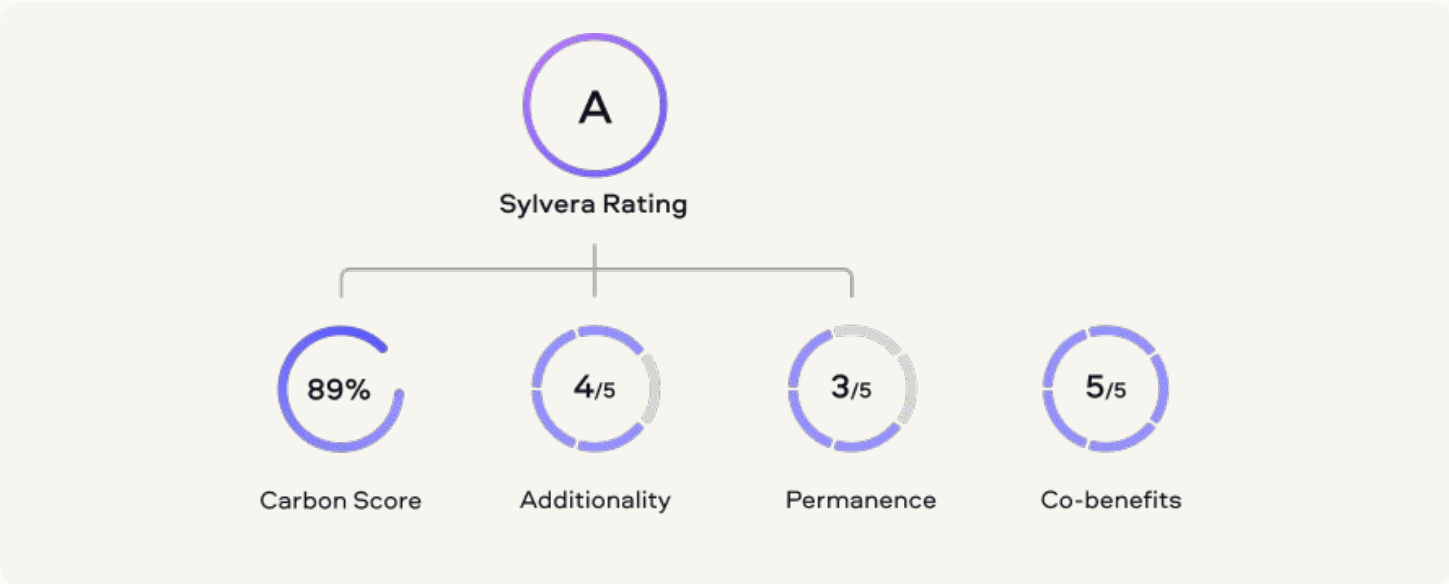 A
Sylvera Rating
89%
4/5
3/5
5/5
Carbon Score
Additionality
Permanence
Co-benefits